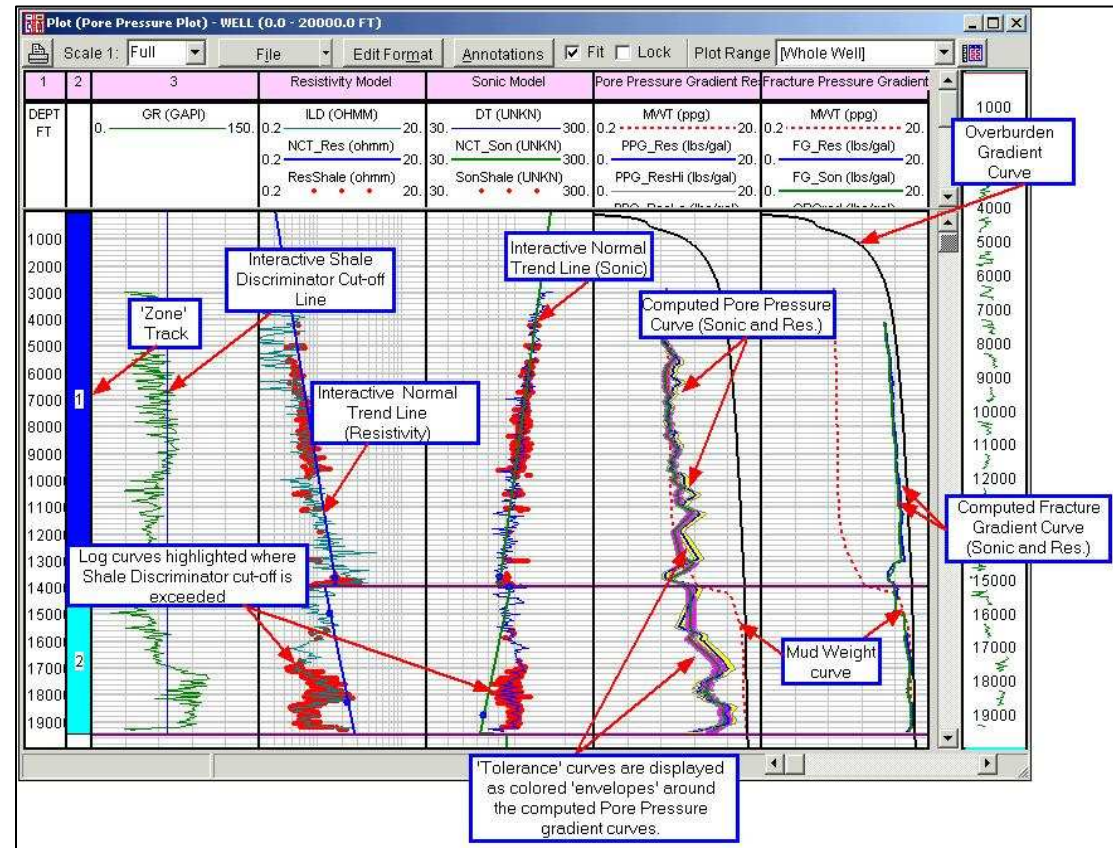 Plot (Pore Pressure Plot) - WELL (0.0 - 20000.0 FT)
Scale 1: Full File Edit Format Annotations Fit Lock Plot Range [Whole Well]
1 2 3 Resistivity Model Sonic Model Pore Pressure Gradient Re Fracture Pressure Gradient
DEPT
FT
GR (GAPI)
0. 150.
ILD (OHMM)
0.2 20.
NCT_Res (ohmm)
0.2 20.
ResShale (ohmm)
0.2 20.
DT (UNKN)
30. 300.
NCT_Son (UNKN)
30. 300.
SonShale (UNKN)
30. 300.
MWT (ppg)
0.2 20.
PPG_Res (lbs/gal)
0. 20.
PPG_ResHi (lbs/gal)
0. 20.
MWT (ppg)
0.2 20.
FG_Res (lbs/gal)
0. 20.
FG_Son (lbs/gal)
0. 20.
1000
2000
3000
4000
5000
6000
7000
8000
9000
1000
1100
1200
1300
1400
1500
1600
1700
1800
1900
1
2
1000
4000
5000
6000
7000
8000
9000
10000
11000
12000
15000
16000
17000
18000
19000
Overburden
Gradient
Curve
Interactive Shale
Discriminator Cut-off
Line
Interactive Normal
Trend Line (Sonic)
'Zone'
Track
Computed Pore Pressure
Curve (Sonic and Res.)
Interactive Normal
Trend Line
(Resistivity)
Computed Fracture
Gradient Curve
(Sonic and Res.)
Log curves highlighted where
Shale Discriminator cut-off is
exceeded
Mud Weight
curve
'Tolerance' curves are displayed
as colored 'envelopes' around
the computed Pore Pressure
gradient curves.